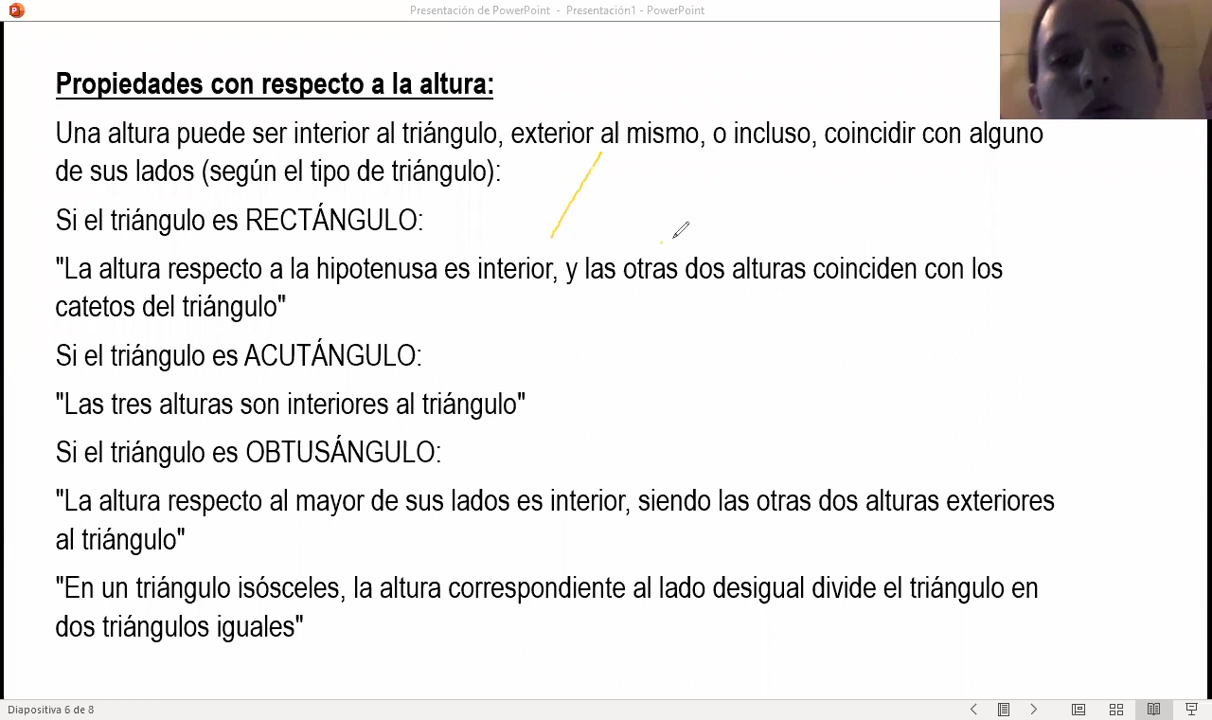 Presentación de PowerPoint - Presentación1 - PowerPoint
Propiedades con respecto a la altura:
Una altura puede ser interior al triángulo, exterior al mismo, o incluso, coincidir con alguno
de sus lados (según el tipo de triángulo):
Si el triángulo es RECTÁNGULO:
"La altura respecto a la hipotenusa es interior, y las otras dos alturas coinciden con los
catetos del triángulo"
Si el triángulo es ACUTÁNGULO:
"Las tres alturas son interiores al triángulo"
Si el triángulo es OBTUSÁNGULO:
"La altura respecto al mayor de sus lados es interior, siendo las otras dos alturas exteriores
al triángulo"
"En un triángulo isósceles, la altura correspondiente al lado desigual divide el triángulo en
dos triángulos iguales"
Diapositiva 6 de 8